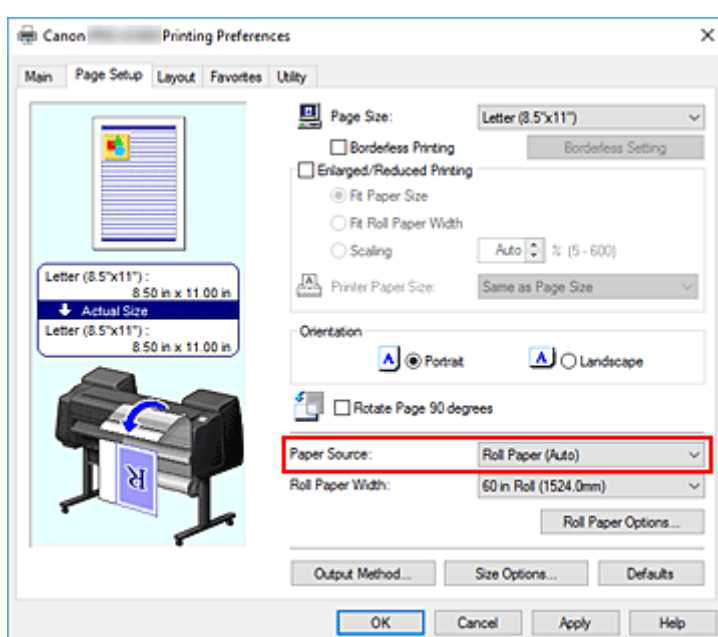 Canon Printing Preferences
Main Page Setup Layout Favorites Utility
Page Size: Letter (8.5"x11")
Borderless Printing Borderless Setting
Enlarged/Reduced Printing
Fit Paper Size
Fit Roll Paper Width
Scaling Auto % (5 - 600)
Printer Paper Size: Same as Page Size
Letter (8.5"x11") :
8.50 in x 11.00 in
Actual Size
Letter (8.5"x11") :
8.50 in x 11.00 in
Orientation
A Portrait A Landscape
Rotate Page 90 degrees
Paper Source: Roll Paper (Auto)
Roll Paper Width: 60 in Roll (1524.0mm)
R
Roll Paper Options...
Output Method... Size Options... Defaults
OK Cancel Apply Help